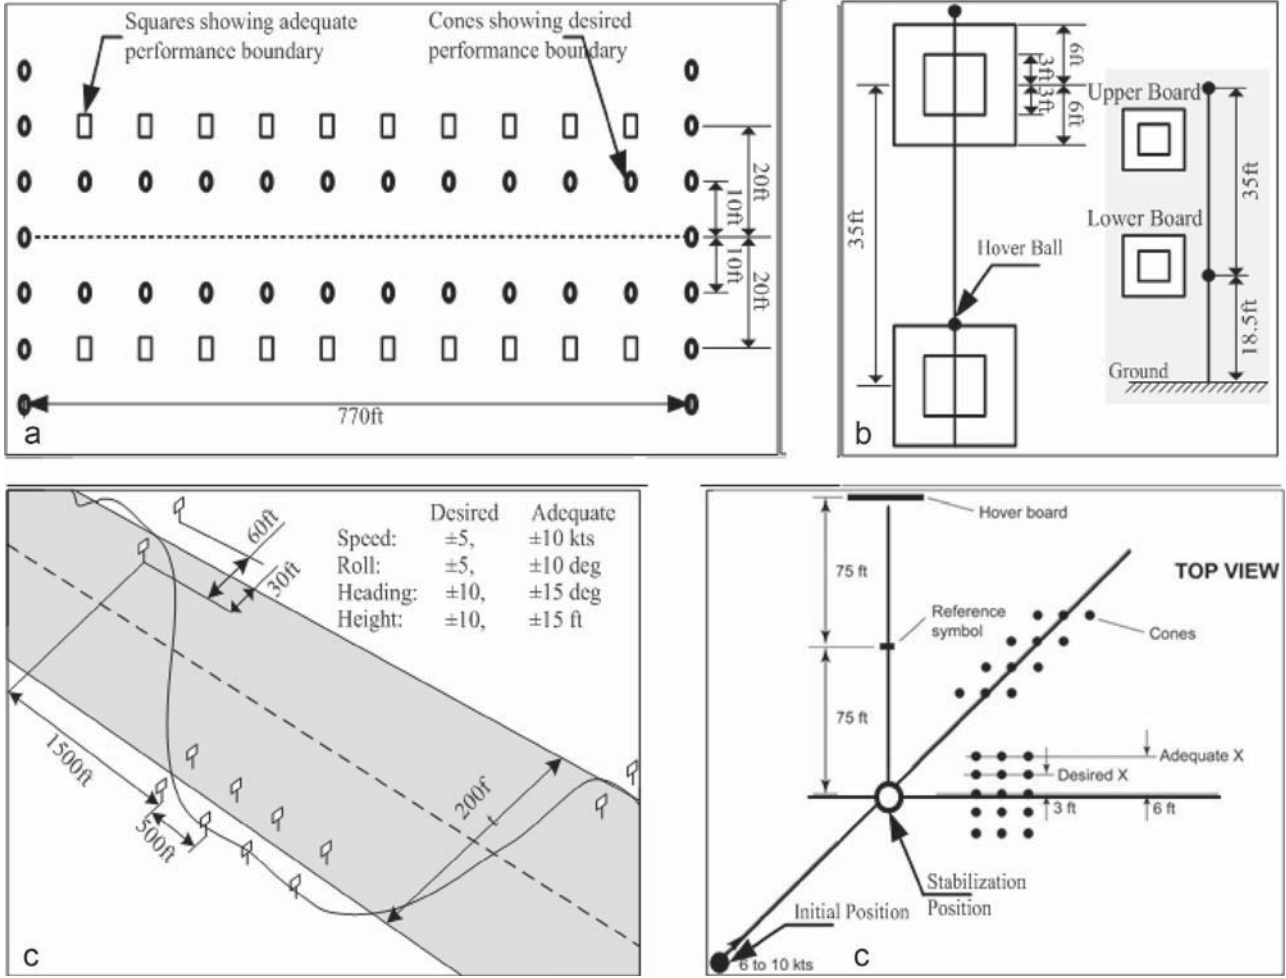 Squares showing adequate
performance boundary
Cones showing desired
performance boundary
20ft
10ft
10ft
20ft
770ft
a
6ft
3ft
3ft
6ft
35ft
Hover Ball
Upper Board
Lower Board
35ft
18.5ft
Ground
b
Desired Adequate
Speed: ±5, ±10 kts
Roll: ±5, ±10 deg
Heading: ±10, ±15 deg
Height: ±10, ±15 ft
60ft
30ft
1500ft
500ft
200f
c
Hover board
75 ft
TOP VIEW
Reference
symbol
Cones
75 ft
Adequate X
Desired X
3 ft
6 ft
Stabilization
Position
Initial Position
6 to 10 kts
c